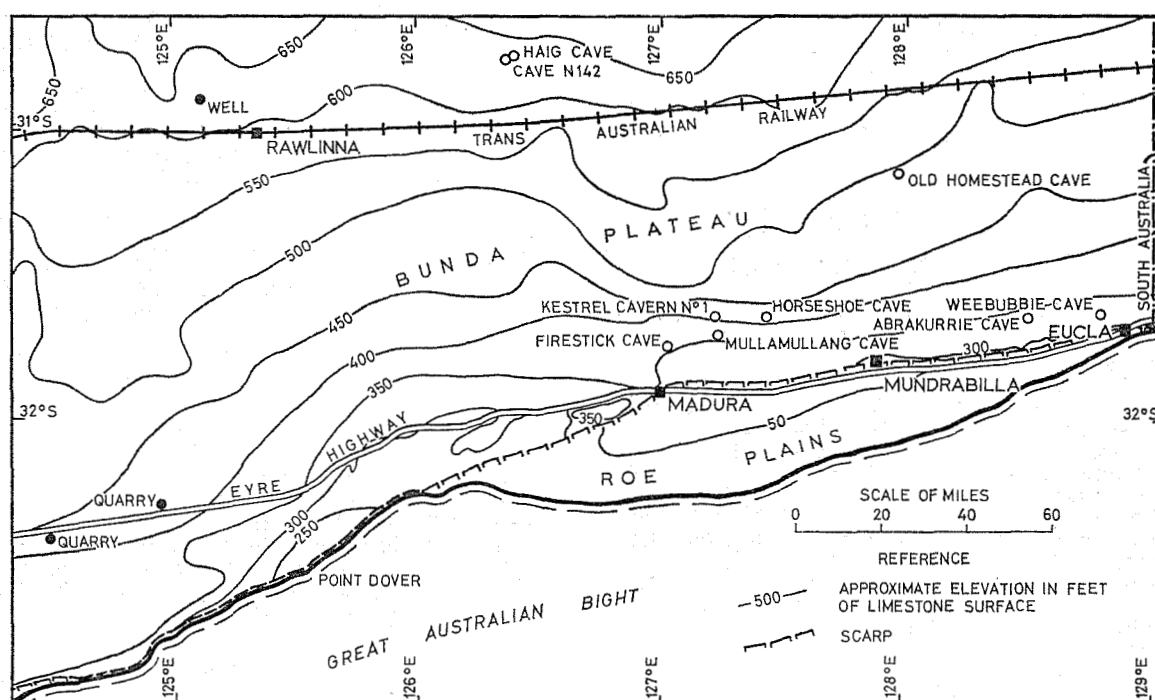 125°E
126°E
127°E
128°E
650
650
HAIG CAVE
CAVE N142
650
WELL
600
31°S
RAWLINNA
TRANS AUSTRALIAN RAILWAY
550
OLD HOMESTEAD CAVE
SOUTH AUSTRALIA
500
BUNDA PLATEAU
450
KESTREL CAVERN Nº1
HORSESHOE CAVE
WEEBUBBIE CAVE
ABRAKURRIE CAVE
EUCLA
FIRESTICK CAVE
MULLAMULLANG CAVE
300
400
350
MUNDRABILLA
MADURA
32°S
32°S
350
50
EYRE HIGHWAY
ROE PLAINS
QUARRY
QUARRY
300
250
SCALE OF MILES
0 20 40 60
REFERENCE
POINT DOVER
—500— APPROXIMATE ELEVATION IN FEET
OF LIMESTONE SURFACE
SCARP
GREAT AUSTRALIAN BIGHT
125°E
126°E
127°E
128°E
129°E